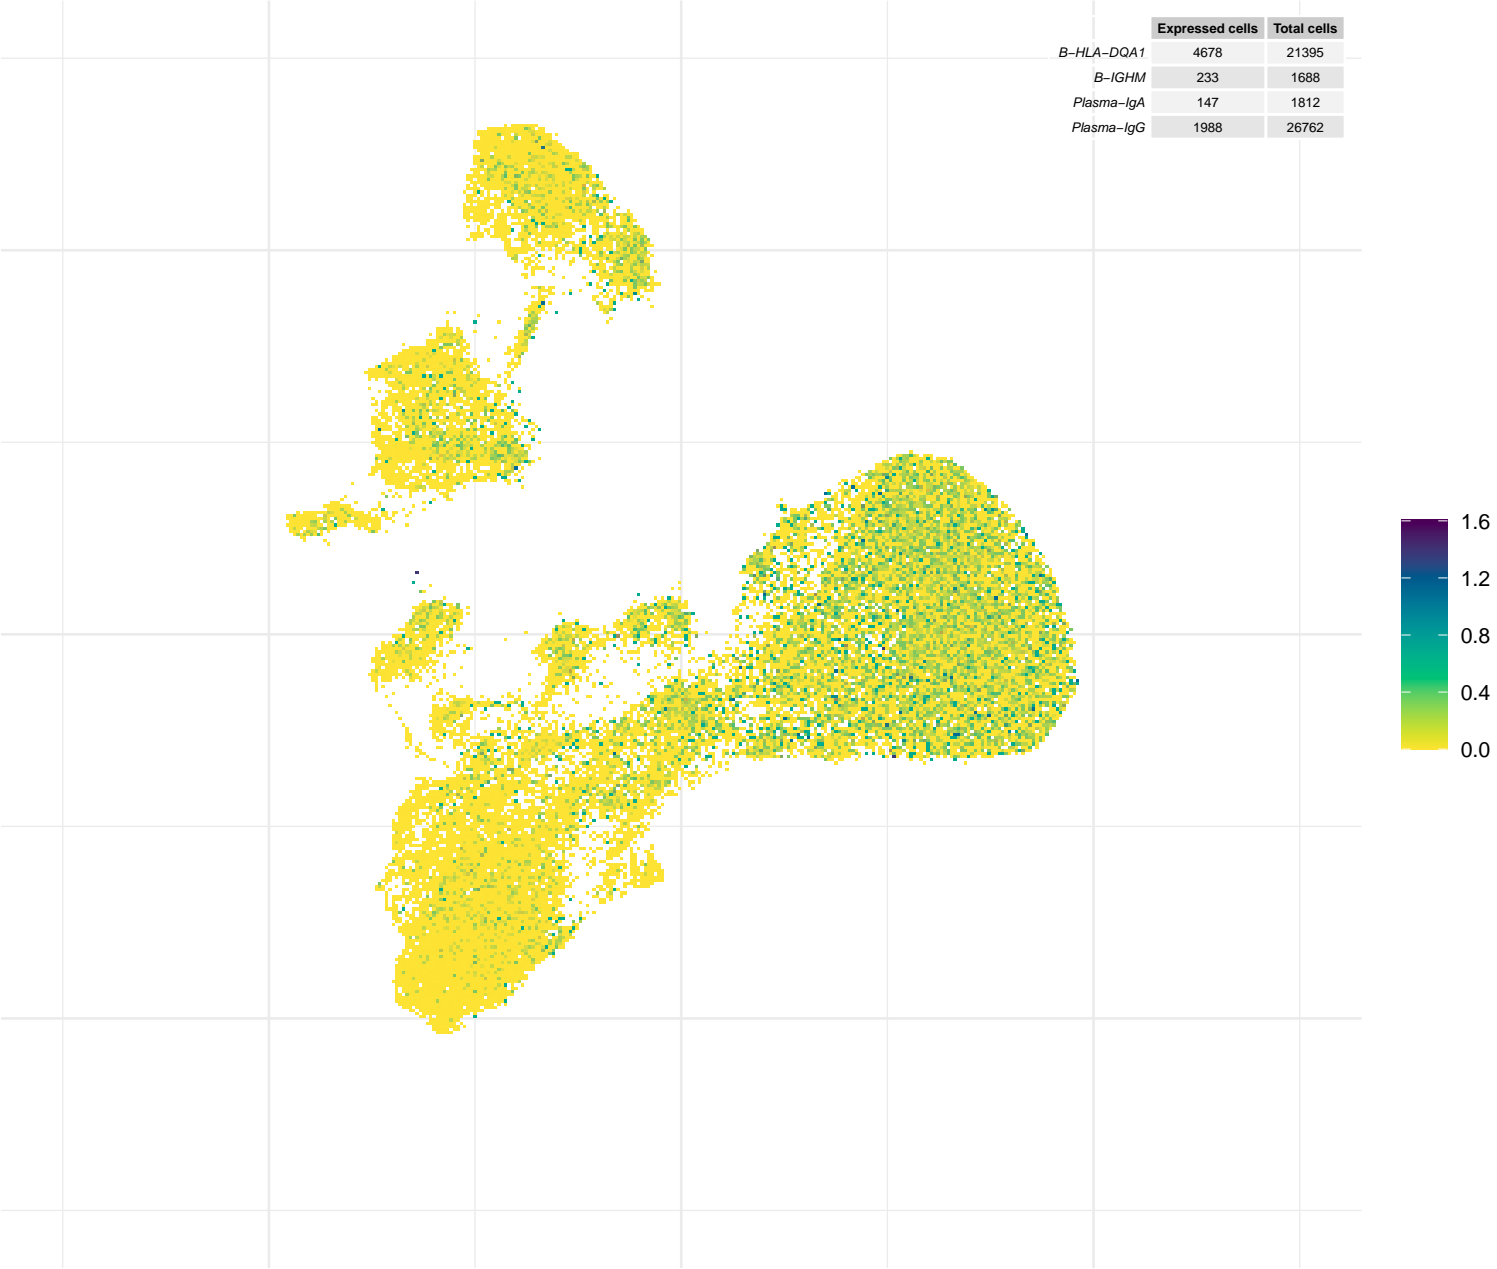 Expressed cells Total cells
B−HLA−DQA1 4678 21395
B−IGHM 233 1688
Plasma−IgA 147 1812
Plasma−IgG 1988 26762
1.6
1.2
0.8
0.4
0.0